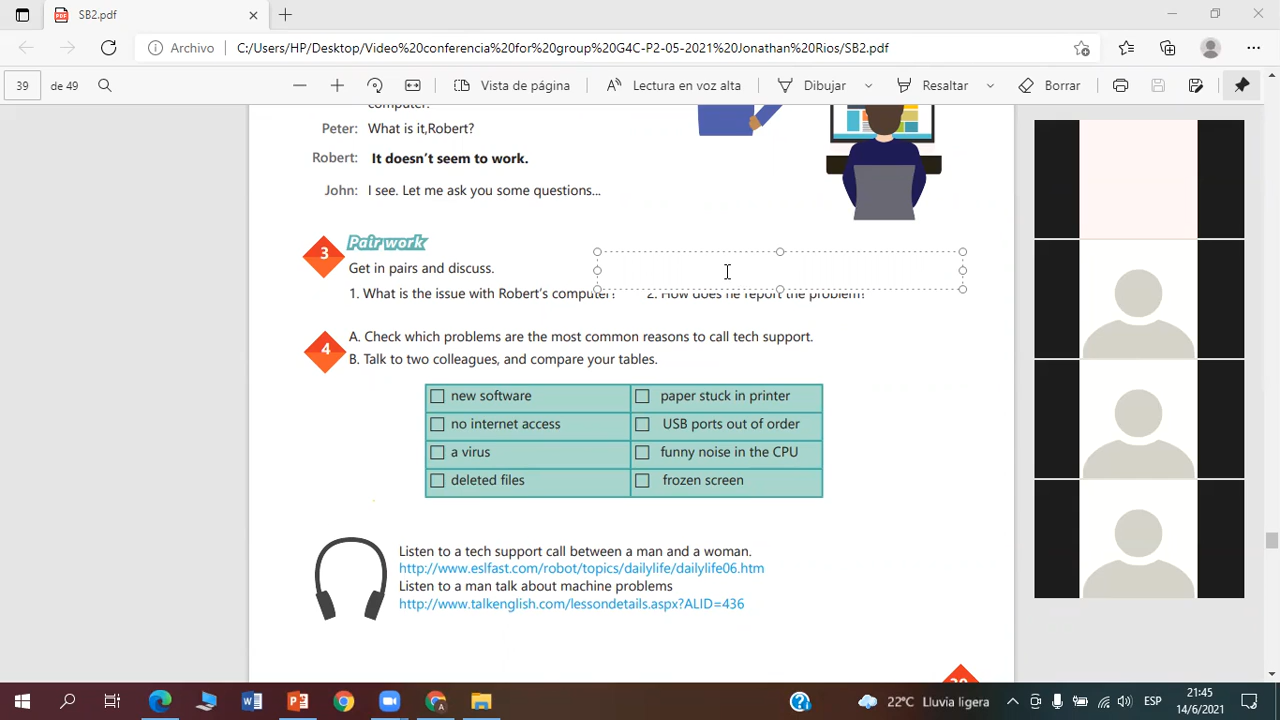 SB2.pdf
Archivo
C:/Users/HP/Desktop/Video%20conferencia%20for%20group%20G4C-P2-05-2021%20Jonathan%20Rios/SB2.pdf
39
de 49
Vista de página
Lectura en voz alta
Dibujar
Resaltar
Borrar
computer.
Peter: What is it,Robert?
Robert: It doesn't seem to work.
John: I see. Let me ask you some questions...
3
Pair work
Get in pairs and discuss.
1. What is the issue with Robert's computer? 2. How does he report the problem?
4
A. Check which problems are the most common reasons to call tech support.
B. Talk to two colleagues, and compare your tables.
new software
paper stuck in printer
no internet access
USB ports out of order
a virus
funny noise in the CPU
deleted files
frozen screen
Listen to a tech support call between a man and a woman.
http://www.eslfast.com/robot/topics/dailylife/dailylife06.htm
Listen to a man talk about machine problems
http://www.talkenglish.com/lessondetails.aspx?ALID=436
22°C Lluvia ligera
ESP
21:45
14/6/2021